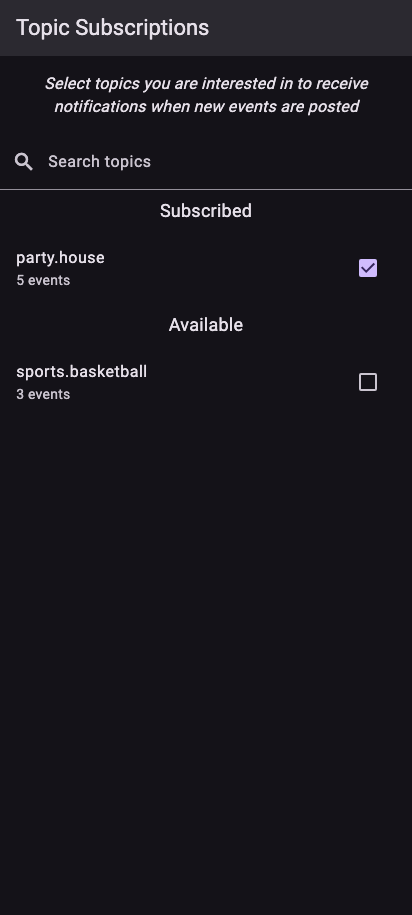 Topic Subscriptions
Select topics you are interested in to receive
notifications when new events are posted
Search topics
Subscribed
party.house
5 events
Available
sports.basketball
3 events